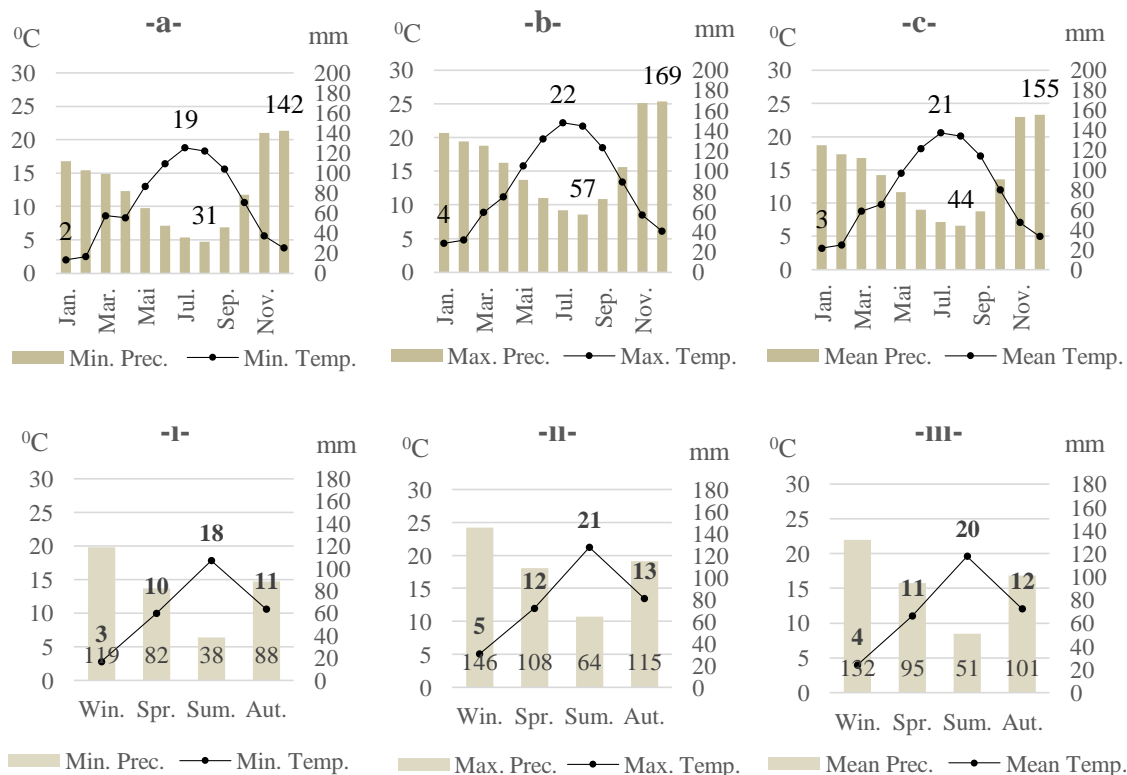 -a-
⁰C
mm
30
25
20
15
10
5
0
200
180
160
140
120
100
80
60
40
20
0
2
19
31
142
Jan.
Mar.
Mai
Jul.
Sep.
Nov.
Min. Prec.
Min. Temp.
-b-
⁰C
mm
30
25
20
15
10
5
0
200
180
160
140
120
100
80
60
40
20
0
4
22
57
169
Jan.
Mar.
Mai
Jul.
Sep.
Nov.
Max. Prec.
Max. Temp.
-c-
⁰C
mm
30
25
20
15
10
5
0
200
180
160
140
120
100
80
60
40
20
0
3
21
44
155
Jan.
Mar.
Mai
Jul.
Sep.
Nov.
Mean Prec.
Mean Temp.
-i-
⁰C
mm
30
25
20
15
10
5
0
180
160
140
120
100
80
60
40
20
0
3
10
18
11
119
82
38
88
Win.
Spr.
Sum.
Aut.
Min. Prec.
Min. Temp.
-ii-
⁰C
mm
30
25
20
15
10
5
0
180
160
140
120
100
80
60
40
20
0
5
12
21
13
146
108
64
115
Win.
Spr.
Sum.
Aut.
Max. Prec.
Max. Temp.
-iii-
⁰C
mm
30
25
20
15
10
5
0
180
160
140
120
100
80
60
40
20
0
4
11
20
12
132
95
51
101
Win.
Spr.
Sum.
Aut.
Mean Prec.
Mean Temp.